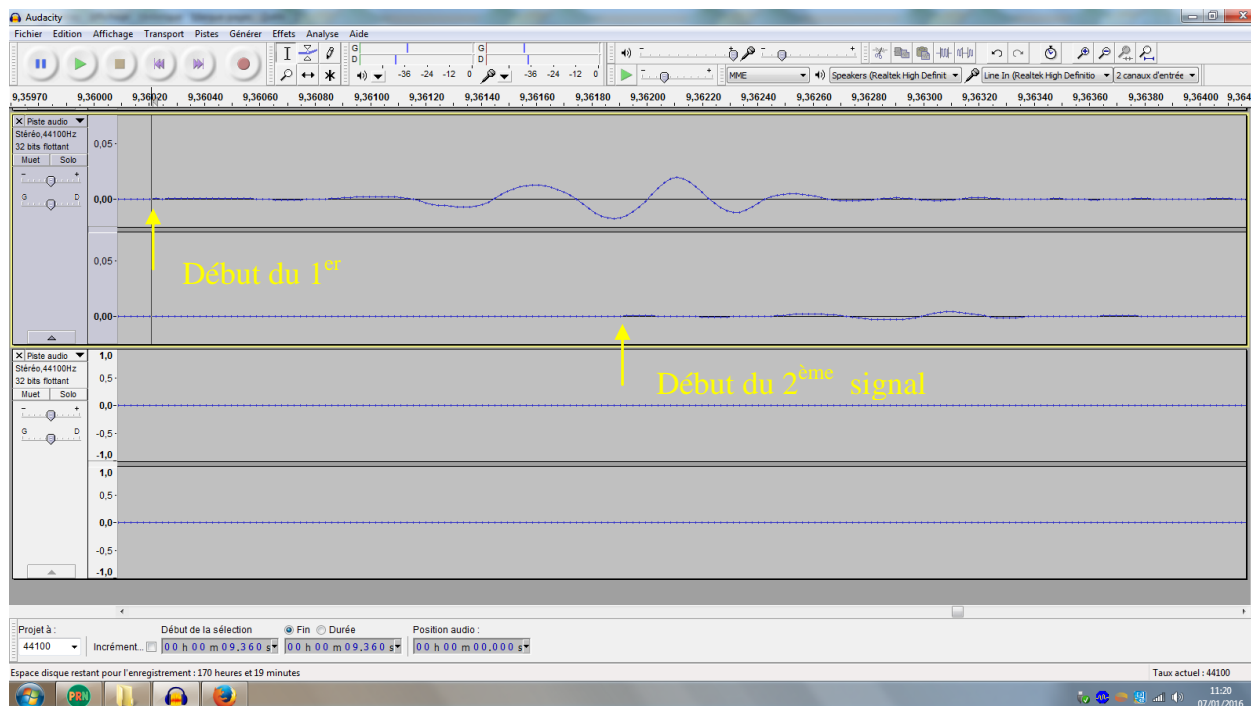 Audacity
Fichier Edition Affichage Transport Pistes Générer Effets Analyse Aide
G G
D D
-36 -24 -12 0 -36 -24 -12 0
MME Speakers (Realtek High Definit Line In (Realtek High Definitio 2 canaux d'entrée
9,35970 9,36000 9,36020 9,36040 9,36060 9,36080 9,36100 9,36120 9,36140 9,36160 9,36180 9,36200 9,36220 9,36240 9,36260 9,36280 9,36300 9,36320 9,36340 9,36360 9,36380 9,36400 9,364
X Piste audio
Stéréo,44100Hz
32 bits flottant
Muet Solo
- +
G D
0,05
0,00
Début du 1er
0,05
0,00
Début du 2ème signal
X Piste audio
Stéréo,44100Hz
32 bits flottant
Muet Solo
- +
G D
1,0
0,5
0,0
-0,5
-1,0
1,0
0,5
0,0
-0,5
-1,0
Projet à : Début de la sélection Fin Durée Position audio :
44100 Incrément... 00 h 00 m 09,360 s 00 h 00 m 09,360 s 00 h 00 m 00,000 s
Espace disque restant pour l'enregistrement : 170 heures et 19 minutes Taux actuel : 44100
PRN
11:20
07/01/2016